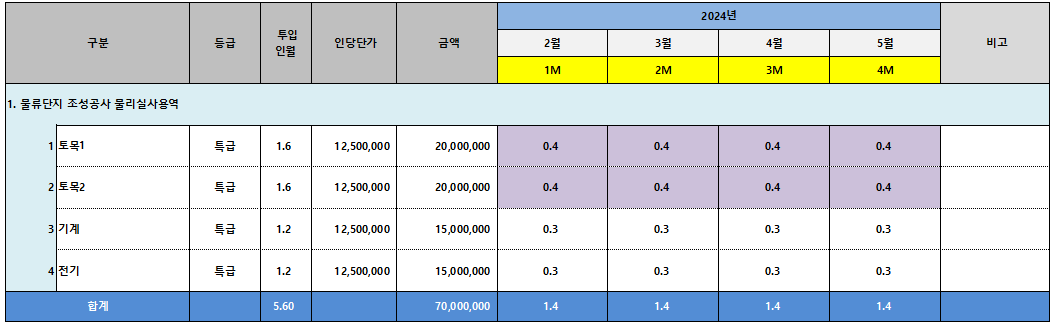 구분 등급 투입 인월 인당단가 금액 2024년 비고
2월 3월 4월 5월
1M 2M 3M 4M
1. 물류단지 조성공사 물리실사용역
1 토목1 특급 1.6 12,500,000 20,000,000 0.4 0.4 0.4 0.4
2 토목2 특급 1.6 12,500,000 20,000,000 0.4 0.4 0.4 0.4
3 기계 특급 1.2 12,500,000 15,000,000 0.3 0.3 0.3 0.3
4 전기 특급 1.2 12,500,000 15,000,000 0.3 0.3 0.3 0.3
합계 5.60 70,000,000 1.4 1.4 1.4 1.4